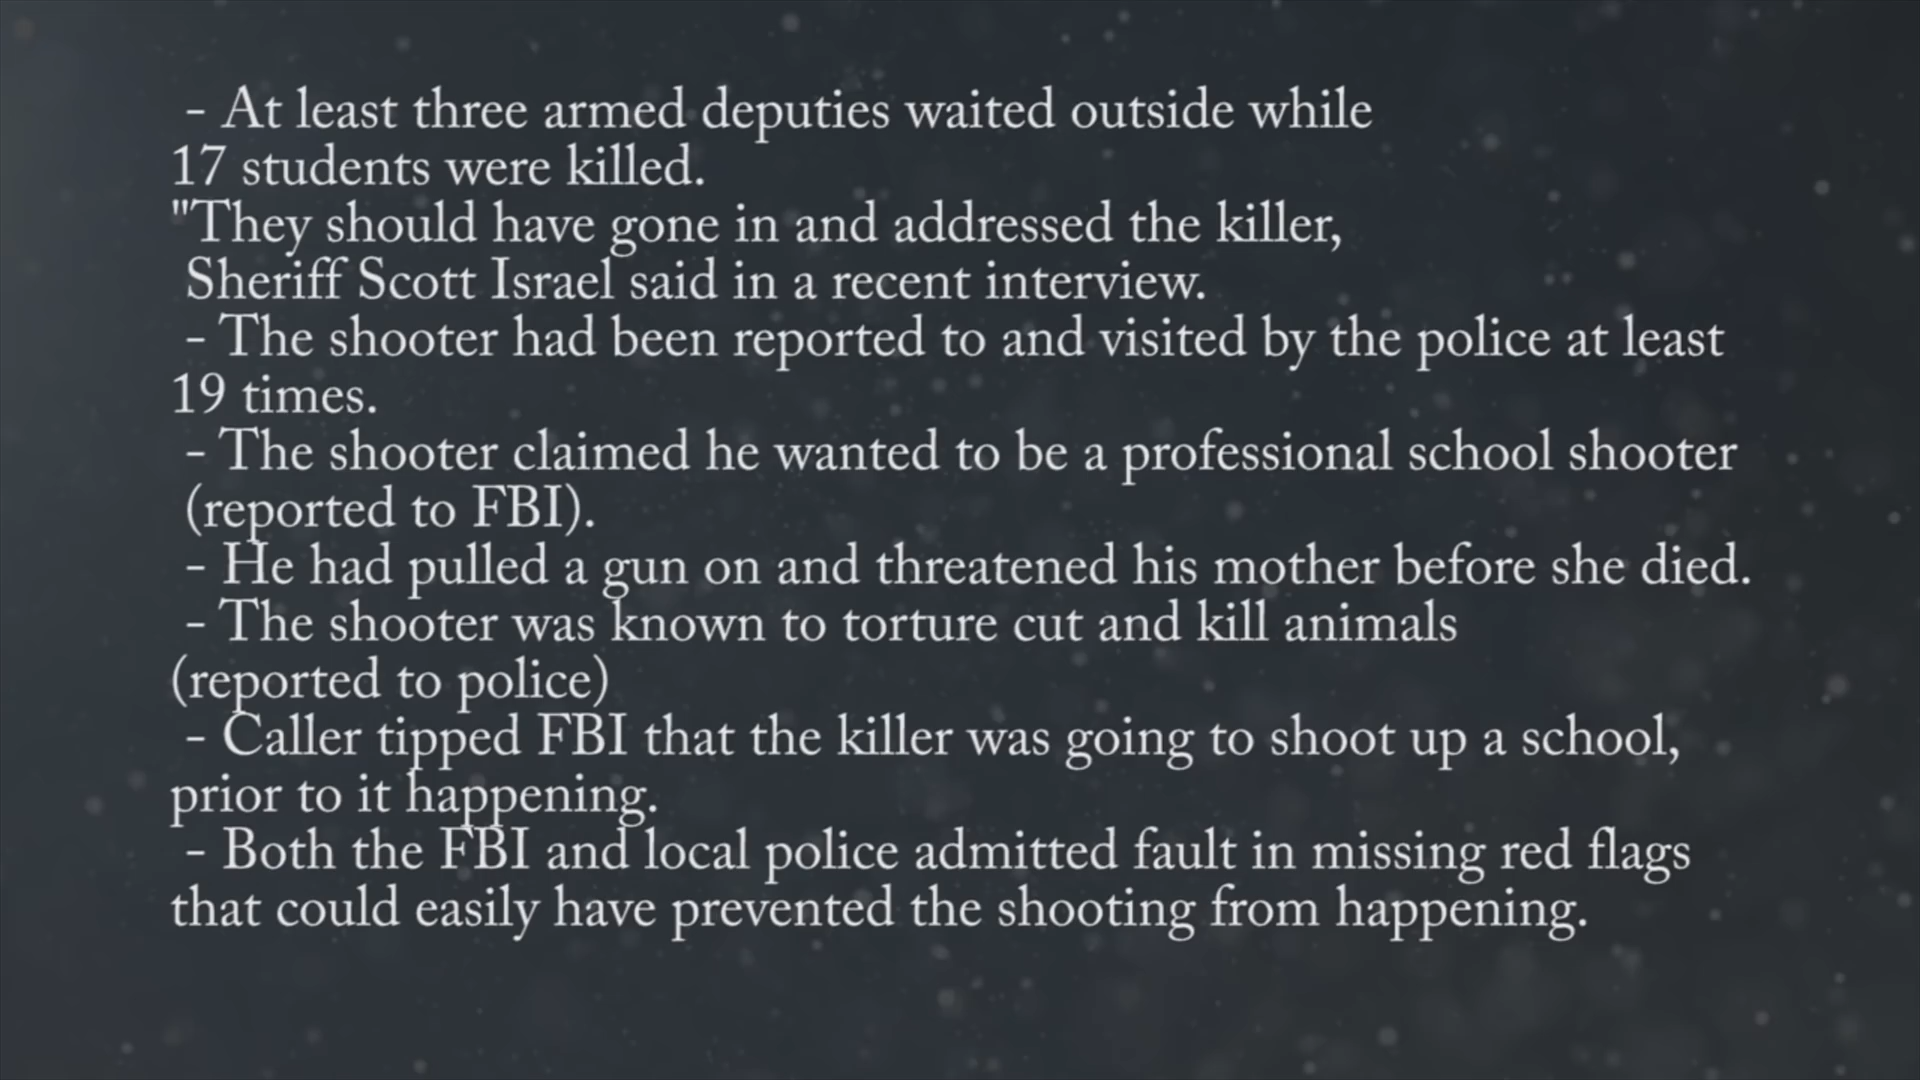 - At least three armed deputies waited outside while
17 students were killed.
"They should have gone in and addressed the killer,
Sheriff Scott Israel said in a recent interview.
- The shooter had been reported to and visited by the police at least
19 times.
- The shooter claimed he wanted to be a professional school shooter
(reported to FBI).
- He had pulled a gun on and threatened his mother before she died.
- The shooter was known to torture cut and kill animals
(reported to police)
- Caller tipped FBI that the killer was going to shoot up a school,
prior to it happening.
- Both the FBI and local police admitted fault in missing red flags
that could easily have prevented the shooting from happening.